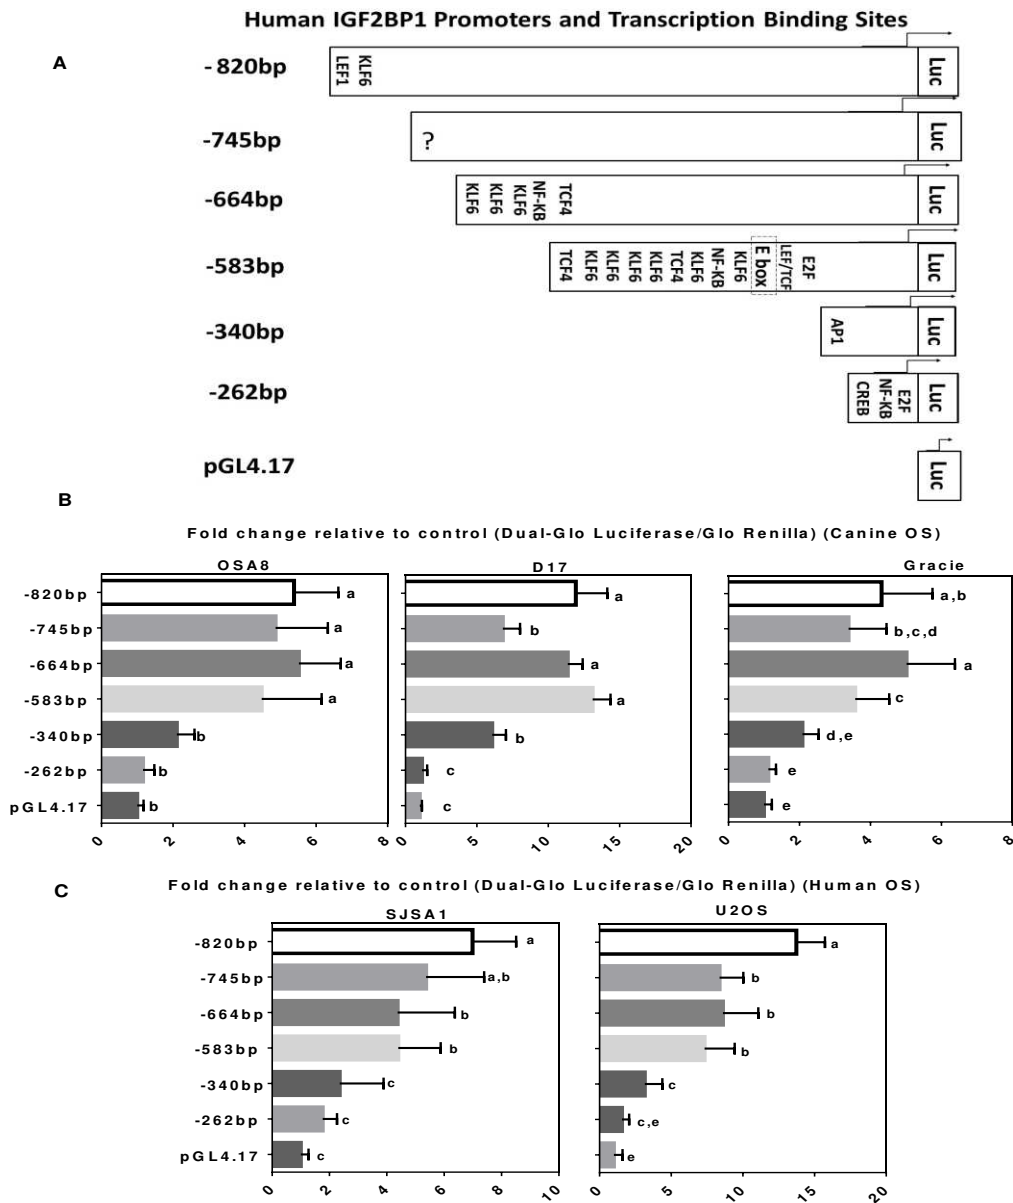 Human IGF2BP1 Promoters and Transcription Binding Sites
A
-820bp
LEF1
KLF6
Luc
-745bp
?
Luc
-664bp
KLF6
KLF6
KLF6
NF-KB
TCF4
Luc
-583bp
TCF4
KLF6
KLF6
KLF6
KLF6
TCF4
KLF6
NF-KB
KLF6
E box
LEF/TCF
E2F
Luc
-340bp
AP1
Luc
-262bp
CREB
NF-KB
E2F
Luc
pGL4.17
Luc
B
Fold change relative to control (Dual-Glo Luciferase/Glo Renilla) (Canine OS)
OSA8
D17
Gracie
-820bp
a
a
a,b
-745bp
a
b
b,c,d
-664bp
a
a
a
-583bp
a
a
c
-340bp
b
b
d,e
-262bp
b
c
e
pGL4.17
b
c
e
0 2 4 6 8
0 5 10 15 20
0 2 4 6 8
C
Fold change relative to control (Dual-Glo Luciferase/Glo Renilla) (Human OS)
SJSA1
U2OS
-820bp
a
a
-745bp
a,b
b
-664bp
b
b
-583bp
b
b
-340bp
c
c
-262bp
c
c,e
pGL4.17
c
e
0 2 4 6 8 10
0 5 10 15 20